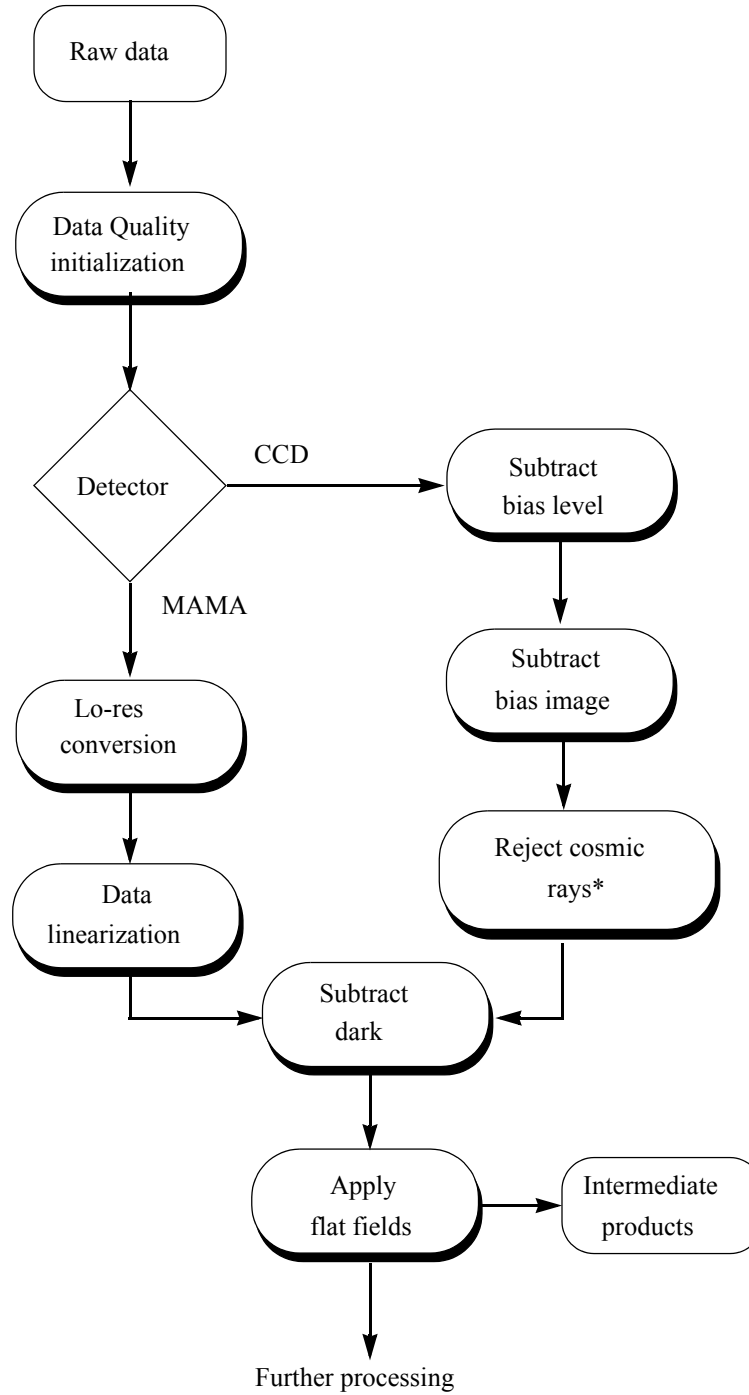 Raw data
Data Quality
initialization
Detector
CCD
MAMA
Subtract
bias level
Subtract
bias image
Lo-res
conversion
Reject cosmic
rays*
Data
linearization
Subtract
dark
Apply
flat fields
Intermediate
products
Further processing